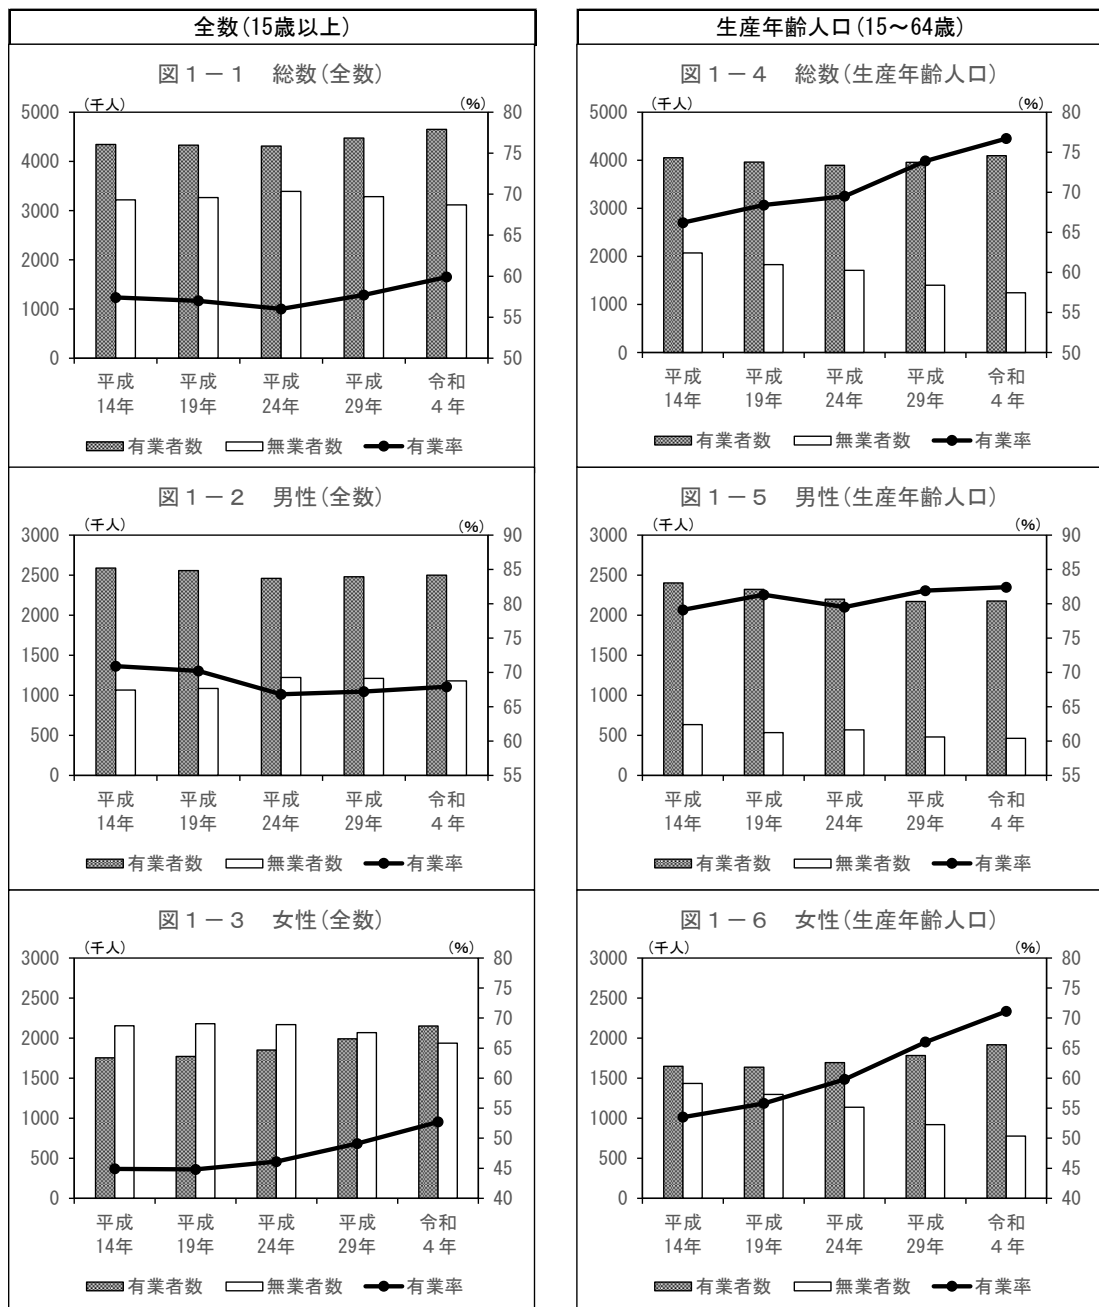 全数(15歳以上)
図1－1　総数(全数)
(千人)
(%)
5000
4000
3000
2000
1000
0
80
75
70
65
60
55
50
平成
14年
平成
19年
平成
24年
平成
29年
令和
４年
有業者数 無業者数 有業率
図1－2　男性(全数)
(千人)
(%)
3000
2500
2000
1500
1000
500
0
90
85
80
75
70
65
60
55
平成
14年
平成
19年
平成
24年
平成
29年
令和
４年
有業者数 無業者数 有業率
図1－3　女性(全数)
(千人)
(%)
3000
2500
2000
1500
1000
500
0
80
75
70
65
60
55
50
45
40
平成
14年
平成
19年
平成
24年
平成
29年
令和
４年
有業者数 無業者数 有業率
生産年齢人口(15～64歳)
図1－4　総数(生産年齢人口)
(千人)
(%)
5000
4000
3000
2000
1000
0
80
75
70
65
60
55
50
平成
14年
平成
19年
平成
24年
平成
29年
令和
４年
有業者数 無業者数 有業率
図1－5　男性(生産年齢人口)
(千人)
(%)
3000
2500
2000
1500
1000
500
0
90
85
80
75
70
65
60
55
平成
14年
平成
19年
平成
24年
平成
29年
令和
４年
有業者数 無業者数 有業率
図1－6　女性(生産年齢人口)
(千人)
(%)
3000
2500
2000
1500
1000
500
0
80
75
70
65
60
55
50
45
40
平成
14年
平成
19年
平成
24年
平成
29年
令和
４年
有業者数 無業者数 有業率